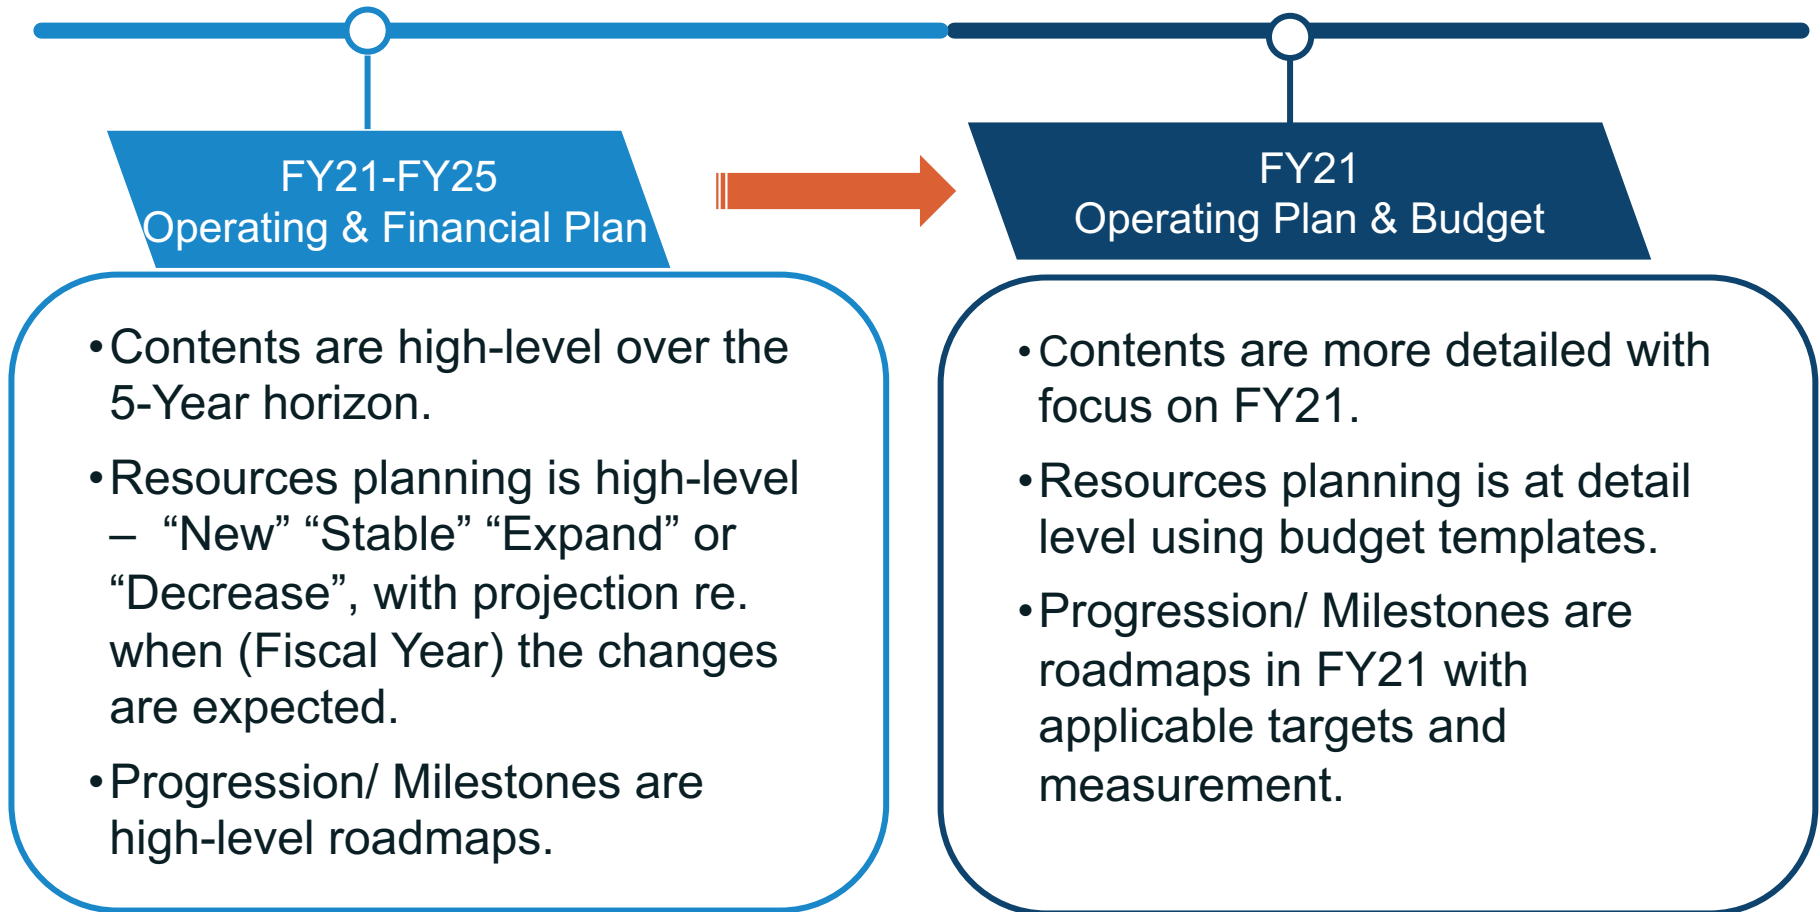 FY21-FY25
Operating & Financial Plan
•Contents are high-level over the
5-Year horizon.
•Resources planning is high-level
– “New” “Stable” “Expand” or
“Decrease”, with projection re.
when (Fiscal Year) the changes
are expected.
•Progression/ Milestones are
high-level roadmaps.
FY21
Operating Plan & Budget
•Contents are more detailed with
focus on FY21.
•Resources planning is at detail
level using budget templates.
•Progression/ Milestones are
roadmaps in FY21 with
applicable targets and
measurement.